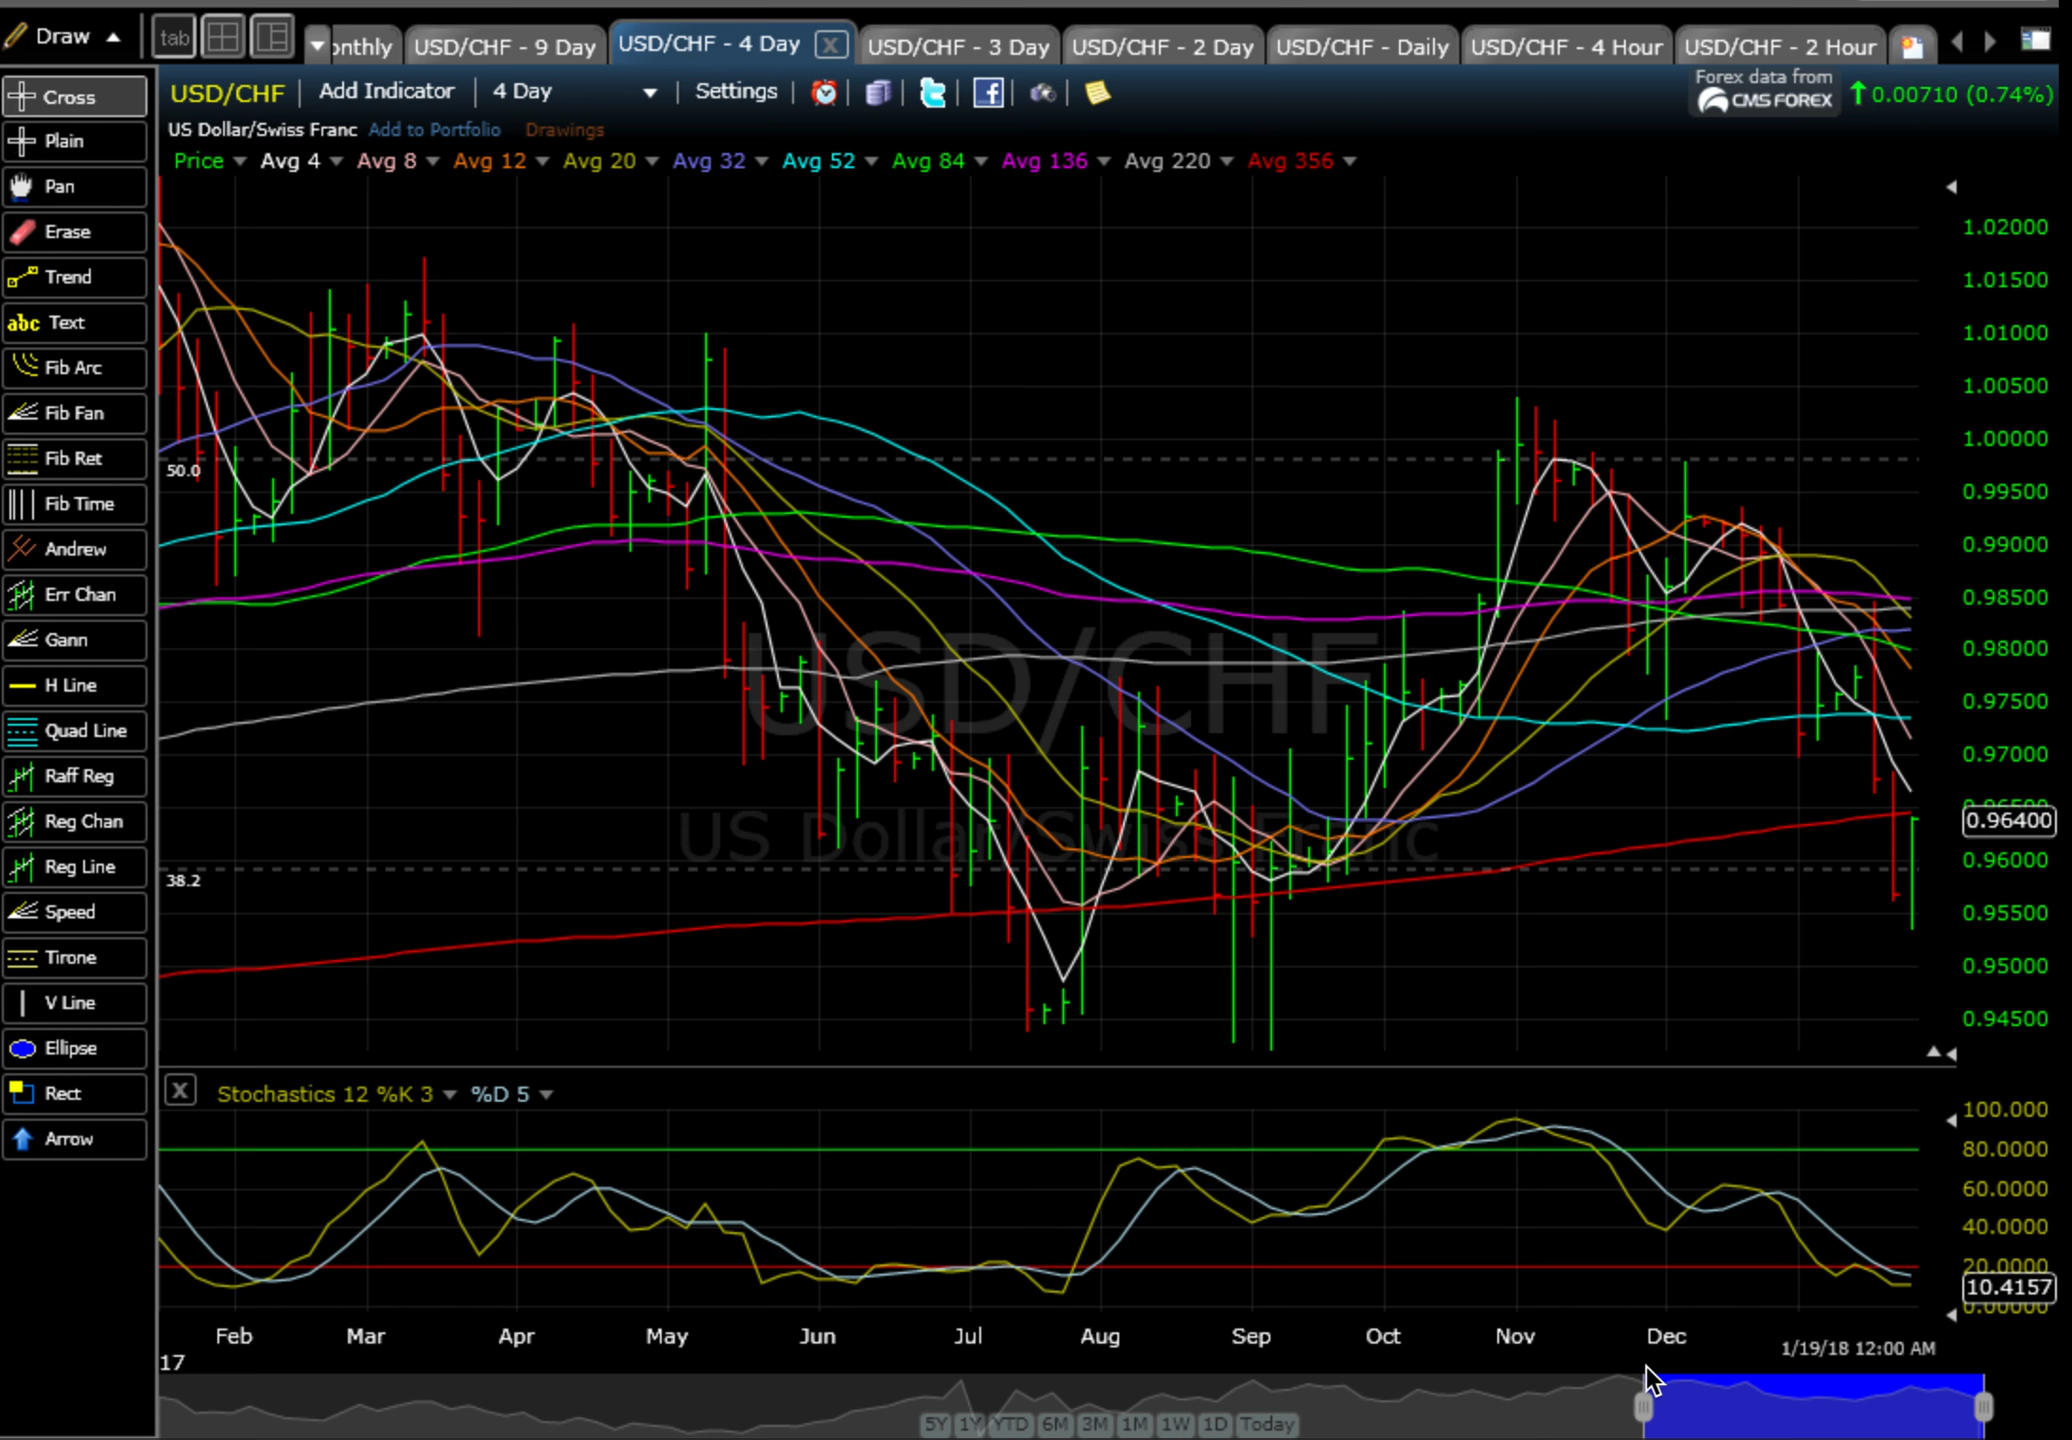 Draw tab onthly USD/CHF - 9 Day USD/CHF - 4 Day X USD/CHF - 3 Day USD/CHF - 2 Day USD/CHF - Daily USD/CHF - 4 Hour USD/CHF - 2 Hour
Cross
Plain
Pan
Erase
Trend
abc Text
Fib Arc
Fib Fan
Fib Ret
Fib Time
Andrew
Err Chan
Gann
H Line
Quad Line
Raff Reg
Reg Chan
Reg Line
Speed
Tirone
V Line
Ellipse
Rect
Arrow
USD/CHF Add Indicator 4 Day Settings
Forex data from
CMS FOREX
0.00710 (0.74%)
US Dollar/Swiss Franc Add to Portfolio Drawings
Price Avg 4 Avg 8 Avg 12 Avg 20 Avg 32 Avg 52 Avg 84 Avg 136 Avg 220 Avg 356
1.02000
1.01500
1.01000
1.00500
1.00000
50.0
0.99500
0.99000
0.98500
0.98000
0.97500
0.97000
0.96500
0.96400
0.96000
38.2
0.95500
0.95000
0.94500
USD/CHF
US Dollar/Swiss Franc
X Stochastics 12 %K 3 %D 5
100.000
80.0000
60.0000
40.0000
20.0000
10.4157
0.00000
Feb Mar Apr May Jun Jul Aug Sep Oct Nov Dec
1/19/18 12:00 AM
17
5Y 1Y YTD 6M 3M 1M 1W 1D Today